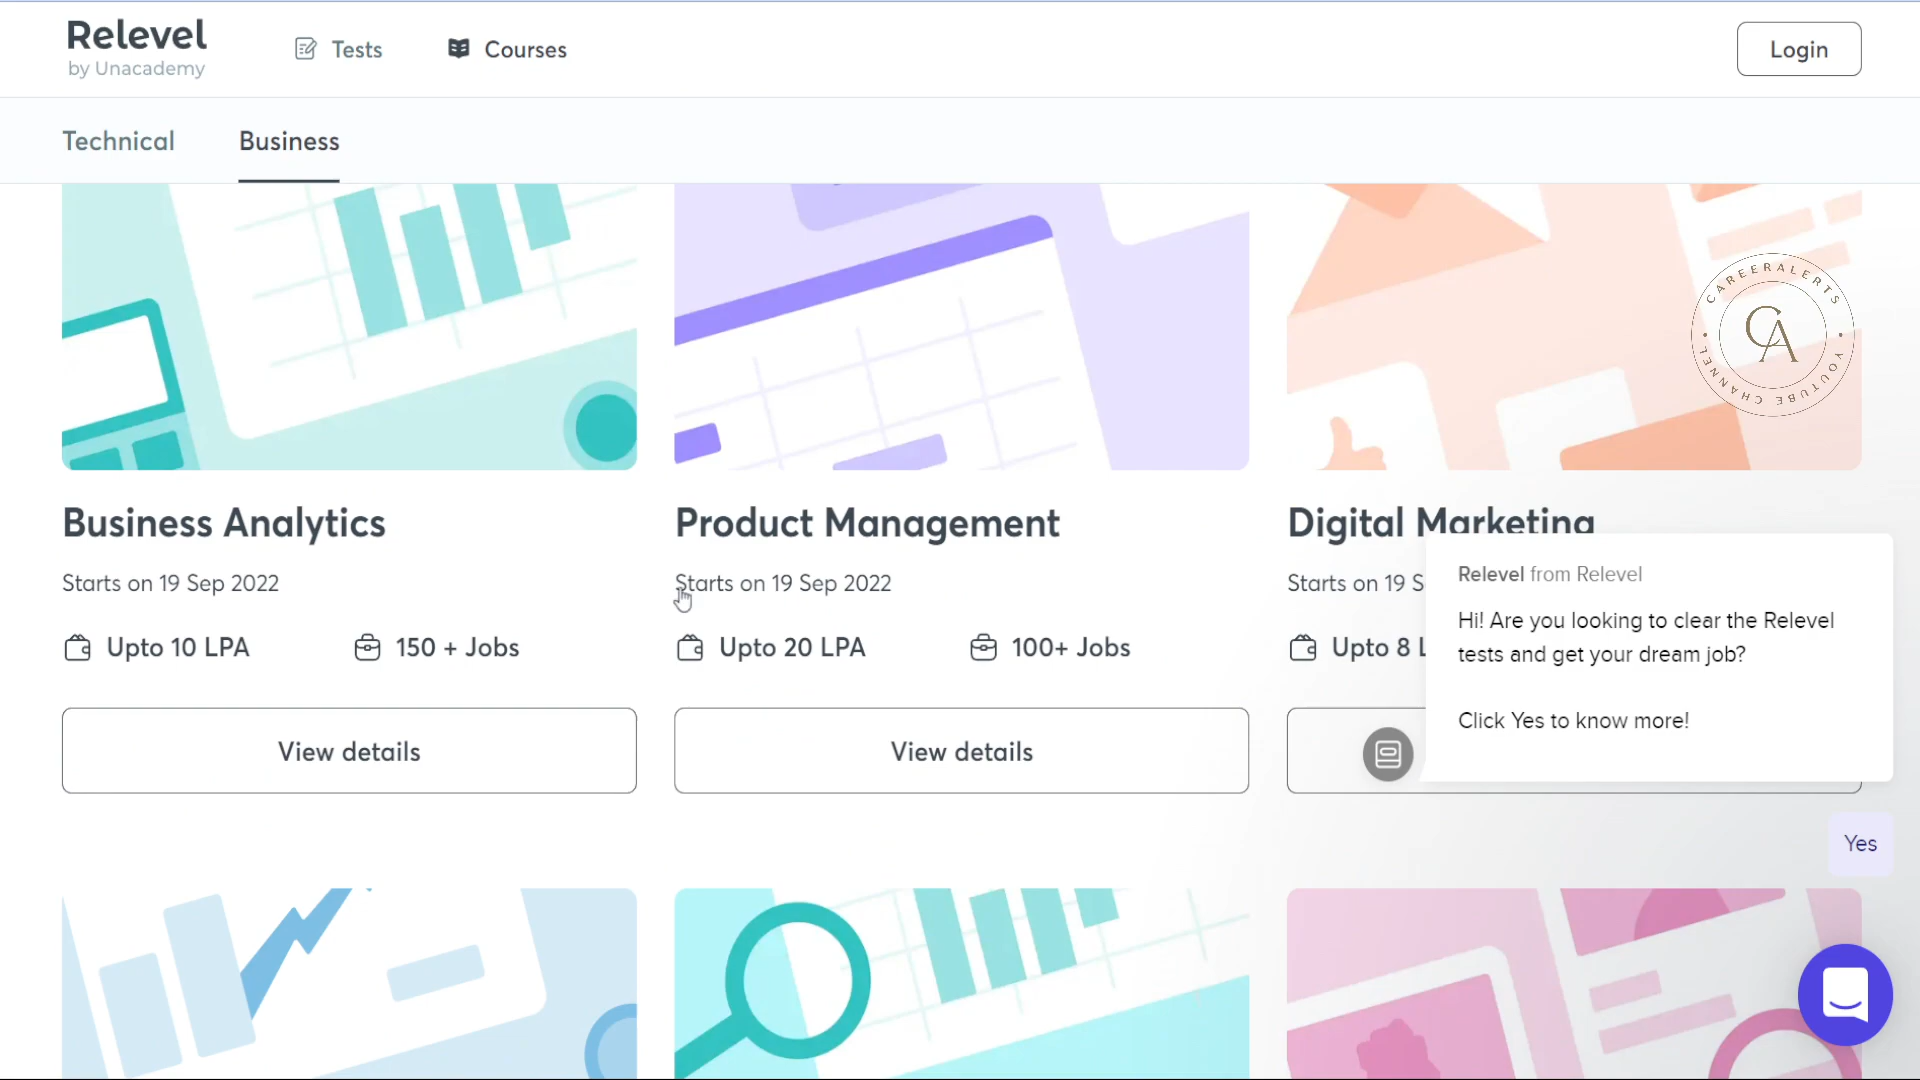 Relevel
by Unacademy
Tests
Courses
Login
Technical
Business
CAREERALERTS
CA
YOUTUBE CHANNEL
Business Analytics
Starts on 19 Sep 2022
Upto 10 LPA
150 + Jobs
View details
Product Management
Starts on 19 Sep 2022
Upto 20 LPA
100+ Jobs
View details
Digital Marketing
Starts on 19 S
Upto 8 L
Relevel from Relevel
Hi! Are you looking to clear the Relevel
tests and get your dream job?
Click Yes to know more!
Yes